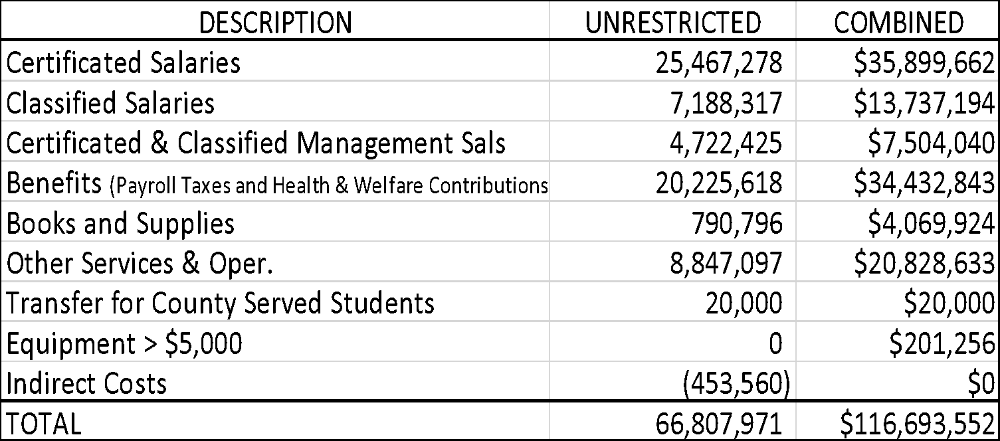 DESCRIPTION UNRESTRICTED COMBINED
Certificated Salaries 25,467,278 $35,899,662
Classified Salaries 7,188,317 $13,737,194
Certificated & Classified Management Sals 4,722,425 $7,504,040
Benefits (Payroll Taxes and Health & Welfare Contributions 20,225,618 $34,432,843
Books and Supplies 790,796 $4,069,924
Other Services & Oper. 8,847,097 $20,828,633
Transfer for County Served Students 20,000 $20,000
Equipment > $5,000 0 $201,256
Indirect Costs (453,560) $0
TOTAL 66,807,971 $116,693,552